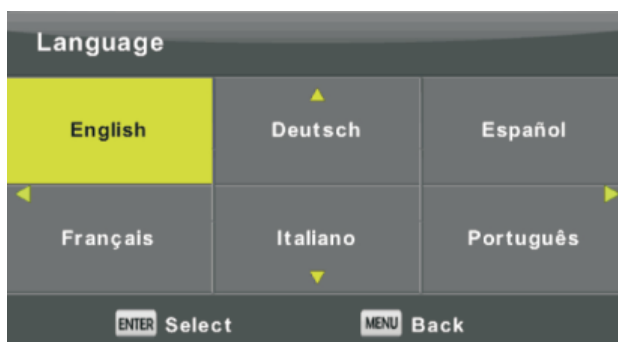 Language
English Deutsch Español
Français Italiano Português
ENTER Select MENU Back